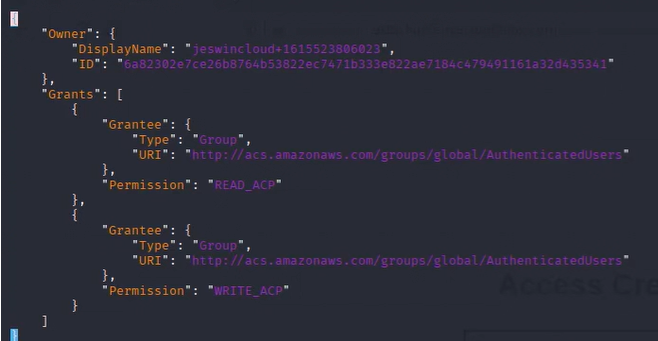 {
"Owner": {
"DisplayName": "jeswincloud+1615523806023",
"ID": "6a82302e7ce26b8764b53822ec7471b333e822ae7184c479491161a32d435341"
},
"Grants": [
{
"Grantee": {
"Type": "Group",
"URI": "http://acs.amazonaws.com/groups/global/AuthenticatedUsers"
},
"Permission": "READ_ACP"
},
{
"Grantee": {
"Type": "Group",
"URI": "http://acs.amazonaws.com/groups/global/AuthenticatedUsers"
},
"Permission": "WRITE_ACP"
}
]
}
Access Cre